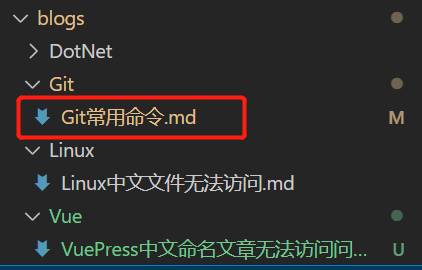 blogs
DotNet
Git
Git常用命令.md M
Linux
Linux中文文件无法访问.md
Vue
VuePress中文命名文章无法访问问... U